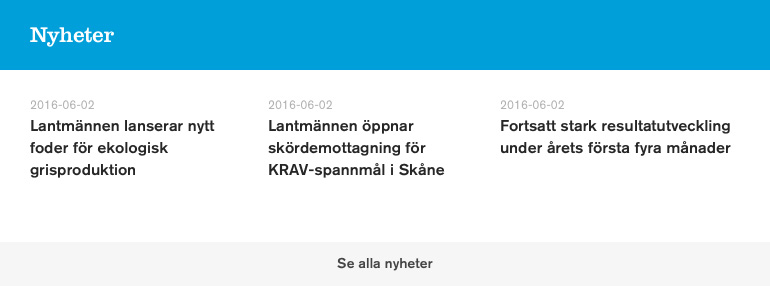 Nyheter
2016-06-02
Lantmännen lanserar nytt
foder för ekologisk
grisproduktion
2016-06-02
Lantmännen öppnar
skördemottagning för
KRAV-spannmål i Skåne
2016-06-02
Fortsatt stark resultatutveckling
under årets första fyra månader
Se alla nyheter